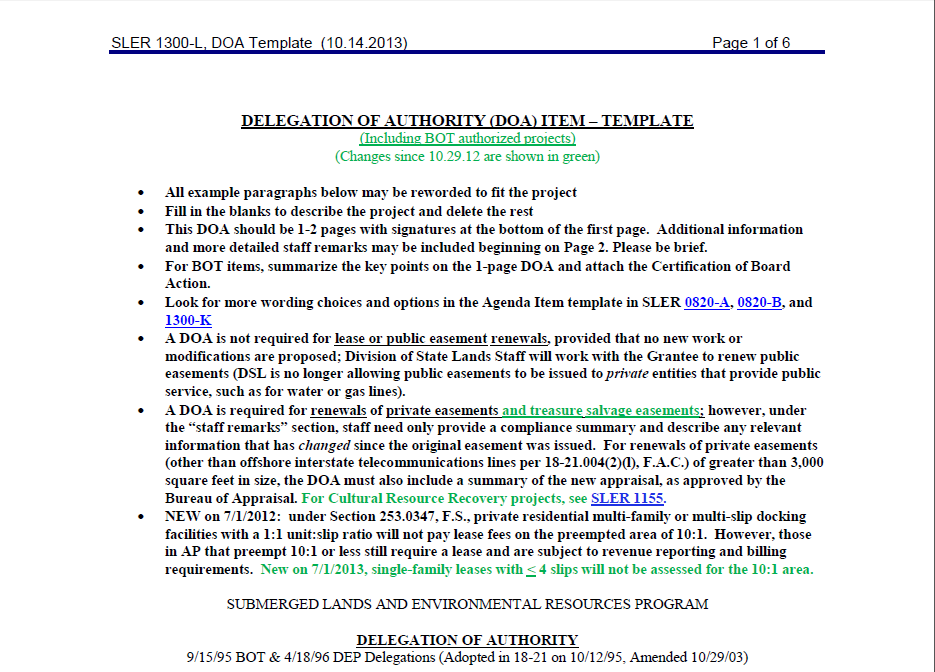 SLER 1300-L, DOA Template (10.14.2013) Page 1 of 6
DELEGATION OF AUTHORITY (DOA) ITEM – TEMPLATE
(Including BOT authorized projects)
(Changes since 10.29.12 are shown in green)
• All example paragraphs below may be reworded to fit the project
• Fill in the blanks to describe the project and delete the rest
• This DOA should be 1-2 pages with signatures at the bottom of the first page. Additional information
and more detailed staff remarks may be included beginning on Page 2. Please be brief.
• For BOT items, summarize the key points on the 1-page DOA and attach the Certification of Board
Action.
• Look for more wording choices and options in the Agenda Item template in SLER 0820-A, 0820-B, and
1300-K
• A DOA is not required for lease or public easement renewals, provided that no new work or
modifications are proposed; Division of State Lands Staff will work with the Grantee to renew public
easements (DSL is no longer allowing public easements to be issued to private entities that provide public
service, such as for water or gas lines).
• A DOA is required for renewals of private easements and treasure salvage easements; however, under
the “staff remarks” section, staff need only provide a compliance summary and describe any relevant
information that has changed since the original easement was issued. For renewals of private easements
(other than offshore interstate telecommunications lines per 18-21.004(2)(l), F.A.C.) of greater than 3,000
square feet in size, the DOA must also include a summary of the new appraisal, as approved by the
Bureau of Appraisal. For Cultural Resource Recovery projects, see SLER 1155.
• NEW on 7/1/2012: under Section 253.0347, F.S., private residential multi-family or multi-slip docking
facilities with a 1:1 unit:slip ratio will not pay lease fees on the preempted area of 10:1. However, those
in AP that preempt 10:1 or less still require a lease and are subject to revenue reporting and billing
requirements. New on 7/1/2013, single-family leases with ≤ 4 slips will not be assessed for the 10:1 area.
SUBMERGED LANDS AND ENVIRONMENTAL RESOURCES PROGRAM
DELEGATION OF AUTHORITY
9/15/95 BOT & 4/18/96 DEP Delegations (Adopted in 18-21 on 10/12/95, Amended 10/29/03)